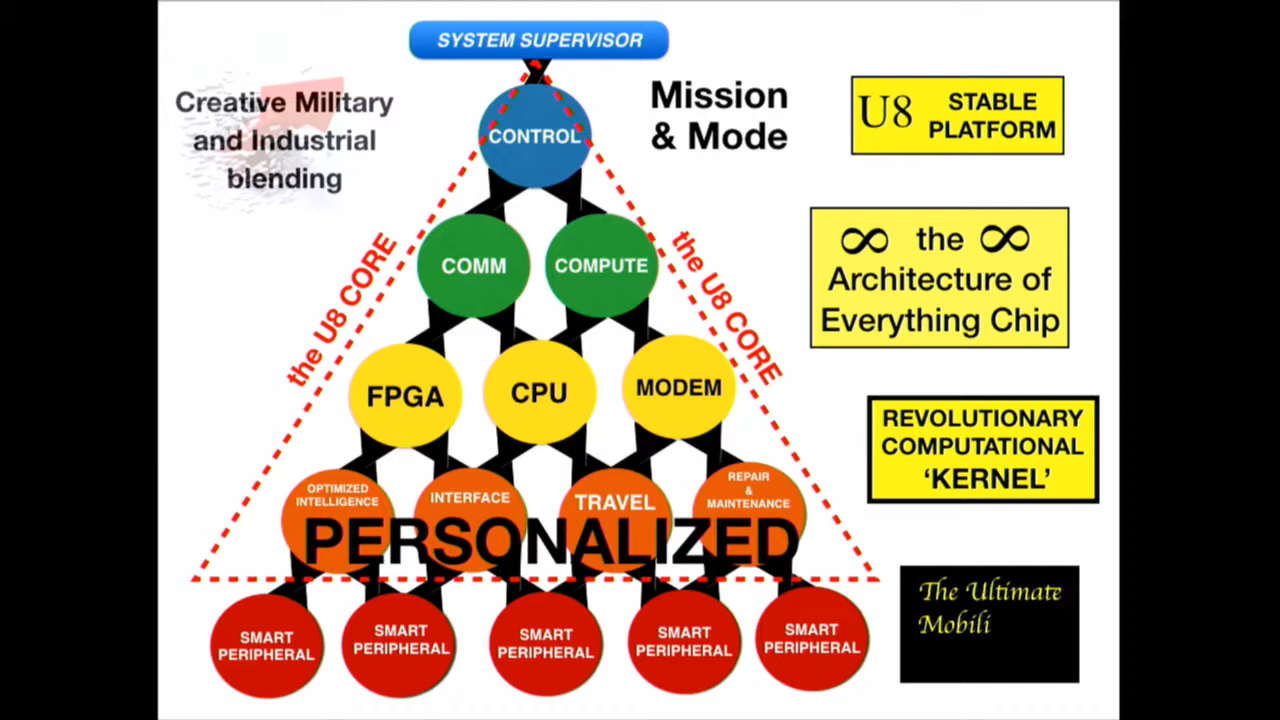 SYSTEM SUPERVISOR
Creative Military
and Industrial
blending
Mission
& Mode
U8 STABLE
PLATFORM
CONTROL
the U8 CORE
the U8 CORE
∞ the ∞
Architecture of
Everything Chip
COMM
COMPUTE
FPGA
CPU
MODEM
REVOLUTIONARY
COMPUTATIONAL
‘KERNEL’
OPTIMIZED
INTELLIGENCE
INTERFACE
TRAVEL
REPAIR
&
MAINTENANCE
PERSONALIZED
The Ultimate
Mobili
SMART
PERIPHERAL
SMART
PERIPHERAL
SMART
PERIPHERAL
SMART
PERIPHERAL
SMART
PERIPHERAL